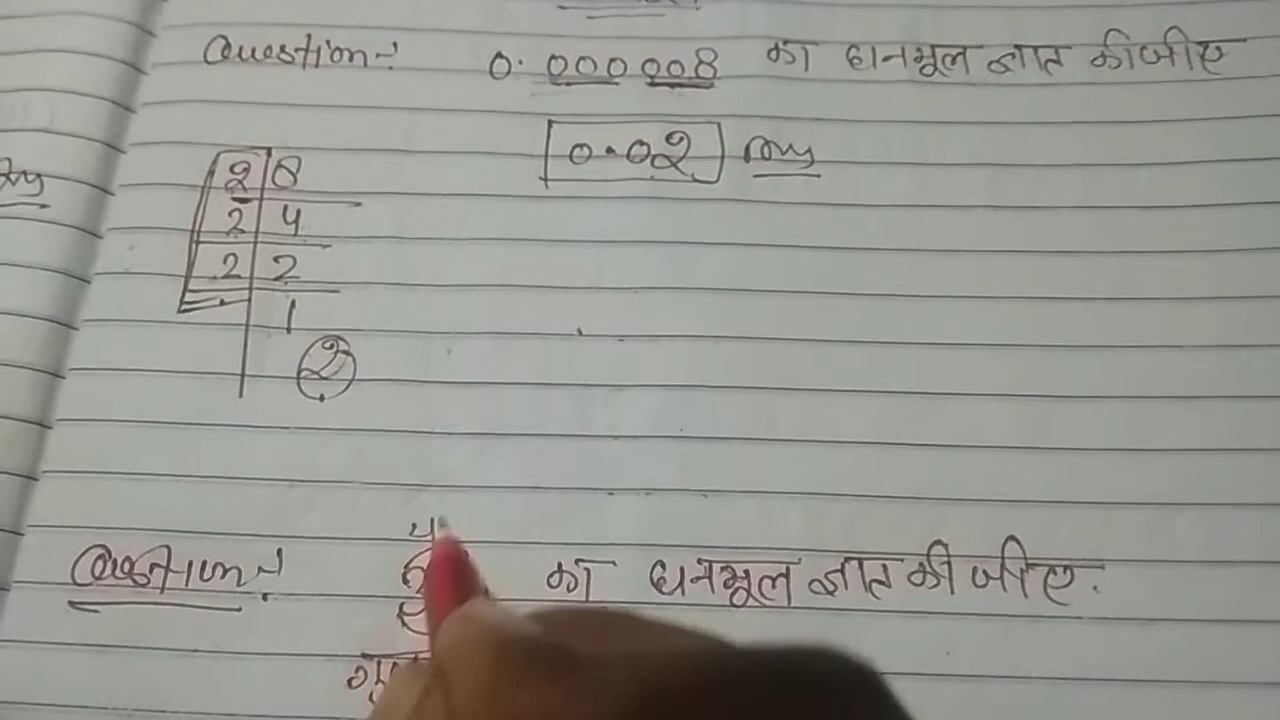 Question:- 0.000008 का घनमूल ज्ञात कीजीए
0.02 Ans
2 8
2 4
2 2
1
2
Question:- का घनमूल ज्ञात कीजीए.